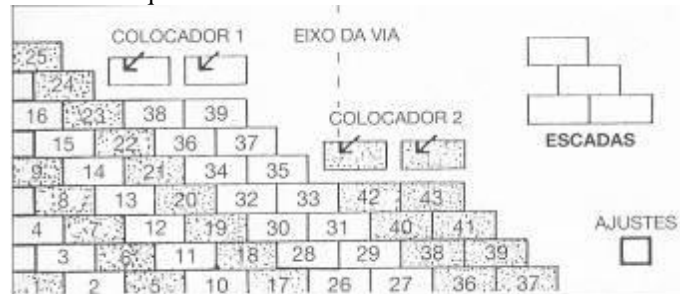 COLOCADOR 1
EIXO DA VIA
25
24
16 23 38 39
COLOCADOR 2
15 22 36 37
ESCADAS
9 14 21 34 35
8 13 20 32 33 42 43
4 7 12 19 30 31 40 41
AJUSTES
3 6 11 18 28 29 38 39
1 2 5 10 17 26 27 36 37